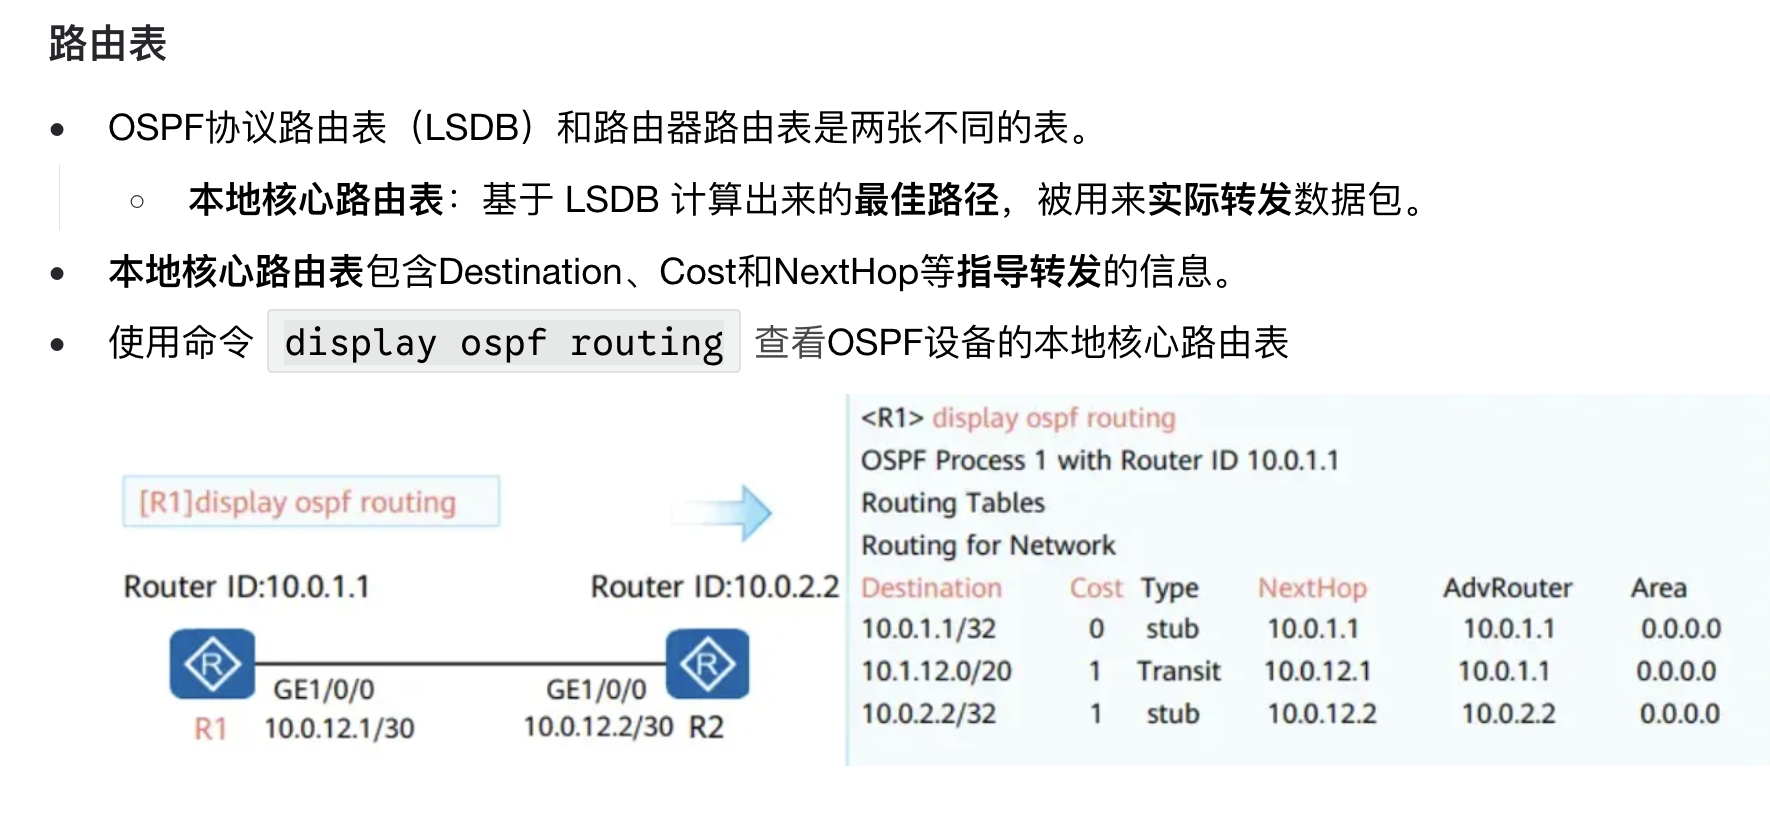 路由表
OSPF协议路由表（LSDB）和路由器路由表是两张不同的表。
本地核心路由表：基于 LSDB 计算出来的最佳路径，被用来实际转发数据包。
本地核心路由表包含Destination、Cost和NextHop等指导转发的信息。
使用命令 display ospf routing 查看OSPF设备的本地核心路由表
[R1]display ospf routing
Router ID:10.0.1.1 Router ID:10.0.2.2
R R
GE1/0/0 GE1/0/0
R1 10.0.12.1/30 10.0.12.2/30 R2
<R1> display ospf routing
OSPF Process 1 with Router ID 10.0.1.1
Routing Tables
Routing for Network
Destination Cost Type NextHop AdvRouter Area
10.0.1.1/32 0 stub 10.0.1.1 10.0.1.1 0.0.0.0
10.1.12.0/20 1 Transit 10.0.12.1 10.0.1.1 0.0.0.0
10.0.2.2/32 1 stub 10.0.12.2 10.0.2.2 0.0.0.0